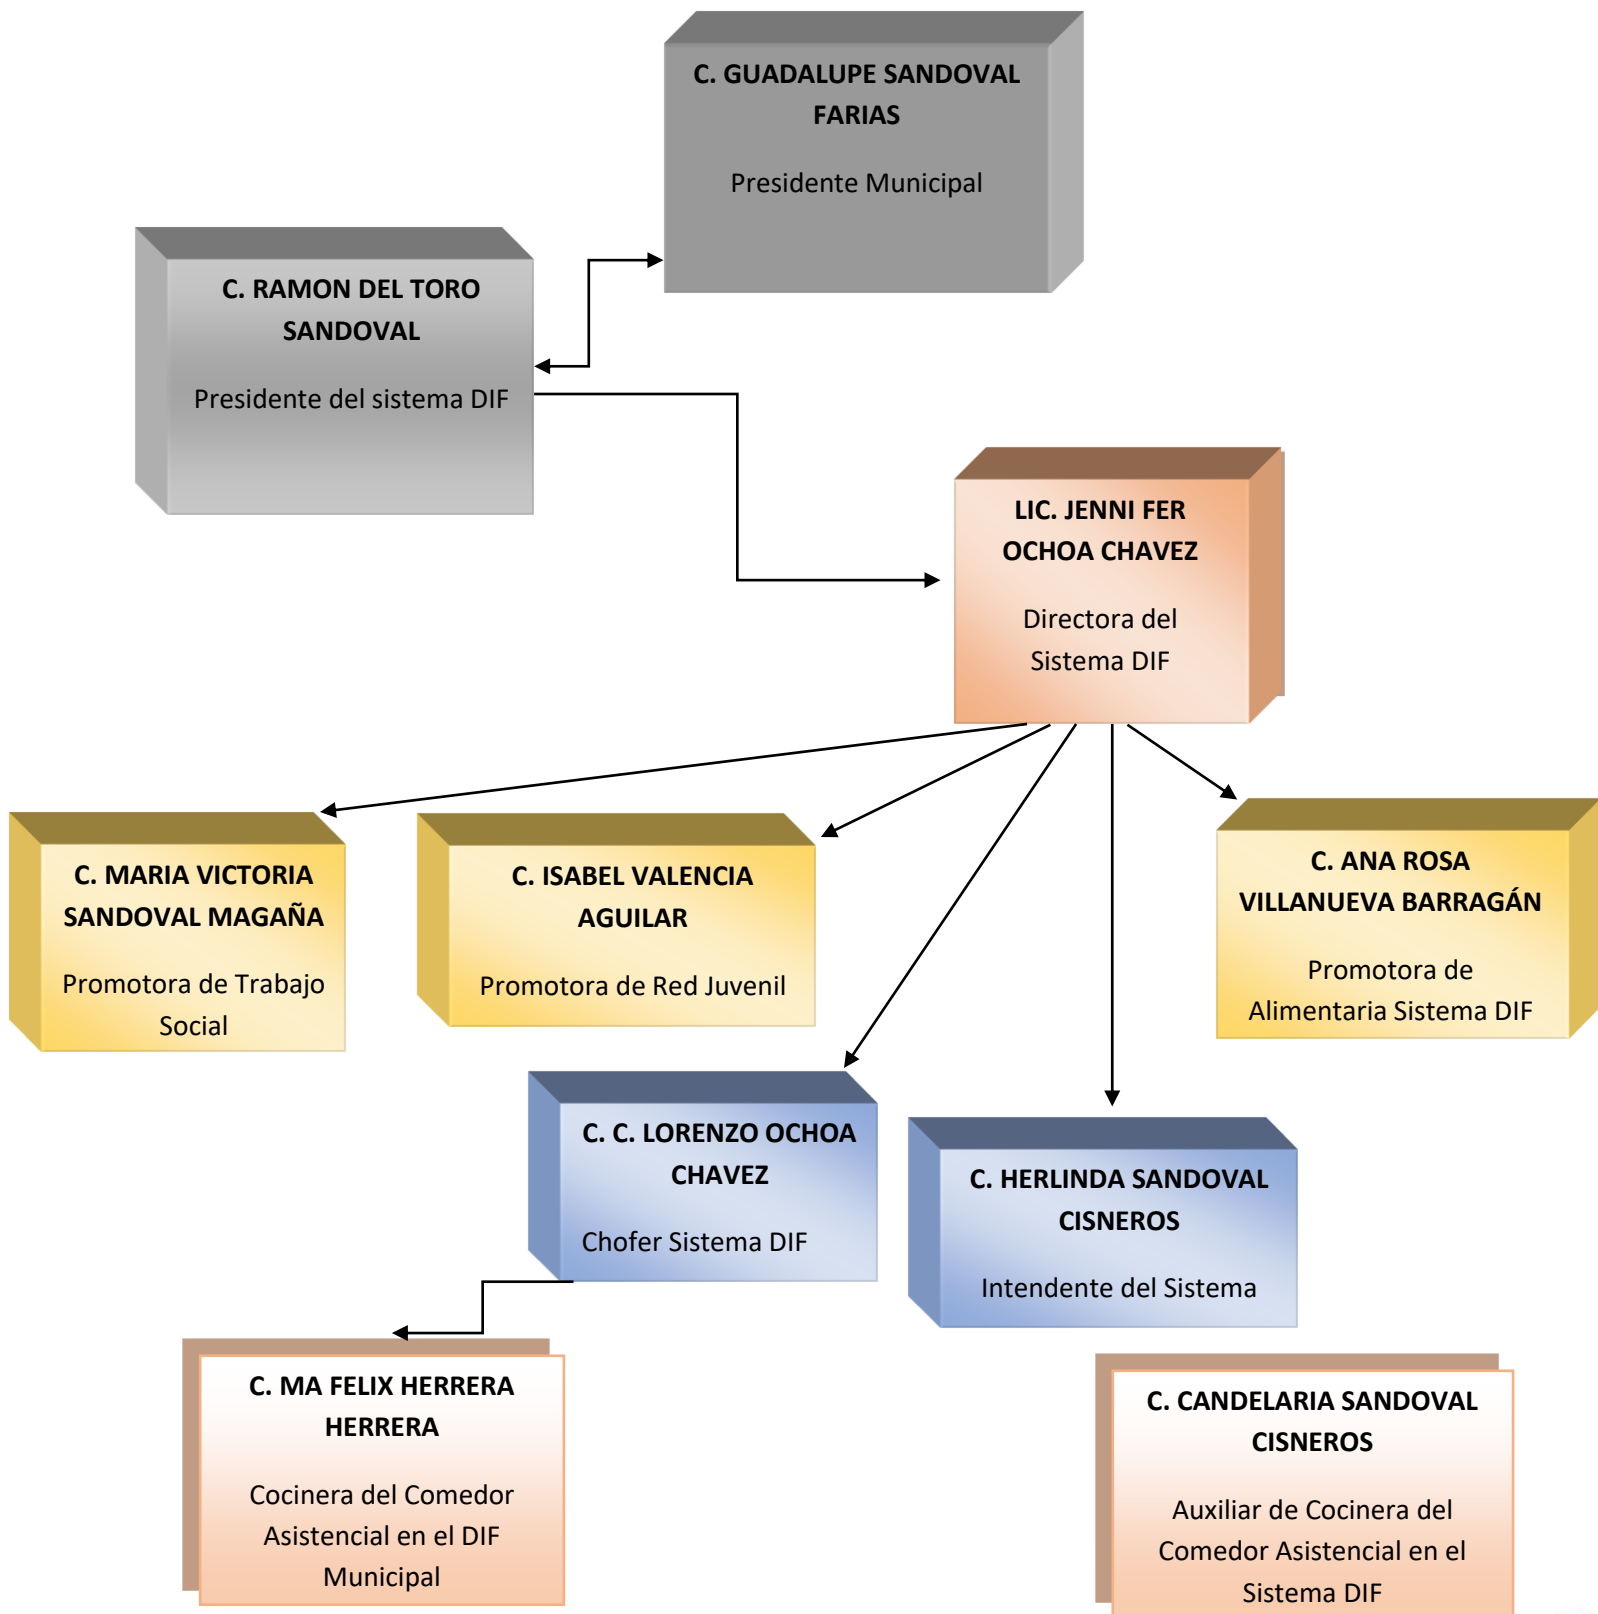 C. GUADALUPE SANDOVAL
FARIAS
Presidente Municipal
C. RAMON DEL TORO
SANDOVAL
Presidente del sistema DIF
LIC. JENNI FER
OCHOA CHAVEZ
Directora del
Sistema DIF
C. MARIA VICTORIA
SANDOVAL MAGAÑA
Promotora de Trabajo
Social
C. ISABEL VALENCIA
AGUILAR
Promotora de Red Juvenil
C. ANA ROSA
VILLANUEVA BARRAGÁN
Promotora de
Alimentaria Sistema DIF
C. C. LORENZO OCHOA
CHAVEZ
Chofer Sistema DIF
C. HERLINDA SANDOVAL
CISNEROS
Intendente del Sistema
C. MA FELIX HERRERA
HERRERA
Cocinera del Comedor
Asistencial en el DIF
Municipal
C. CANDELARIA SANDOVAL
CISNEROS
Auxiliar de Cocinera del
Comedor Asistencial en el
Sistema DIF